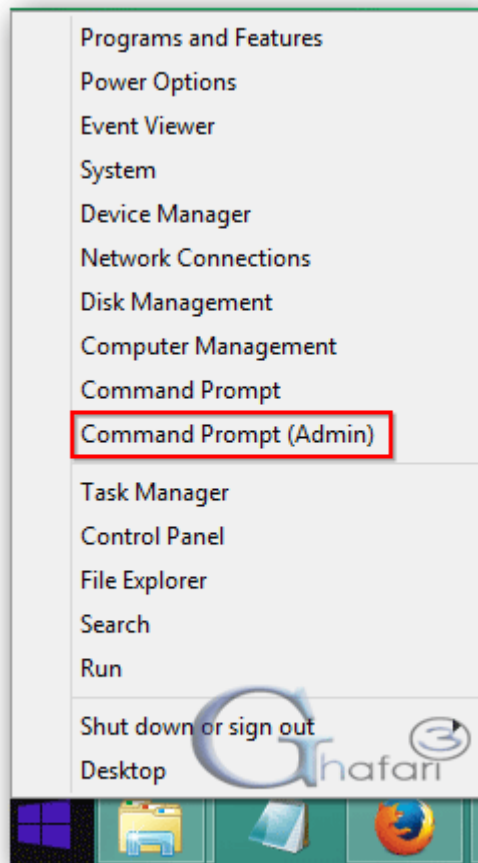 Programs and Features
Power Options
Event Viewer
System
Device Manager
Network Connections
Disk Management
Computer Management
Command Prompt
Command Prompt (Admin)
Task Manager
Control Panel
File Explorer
Search
Run
Shut down or sign out
Desktop
Ghafari3